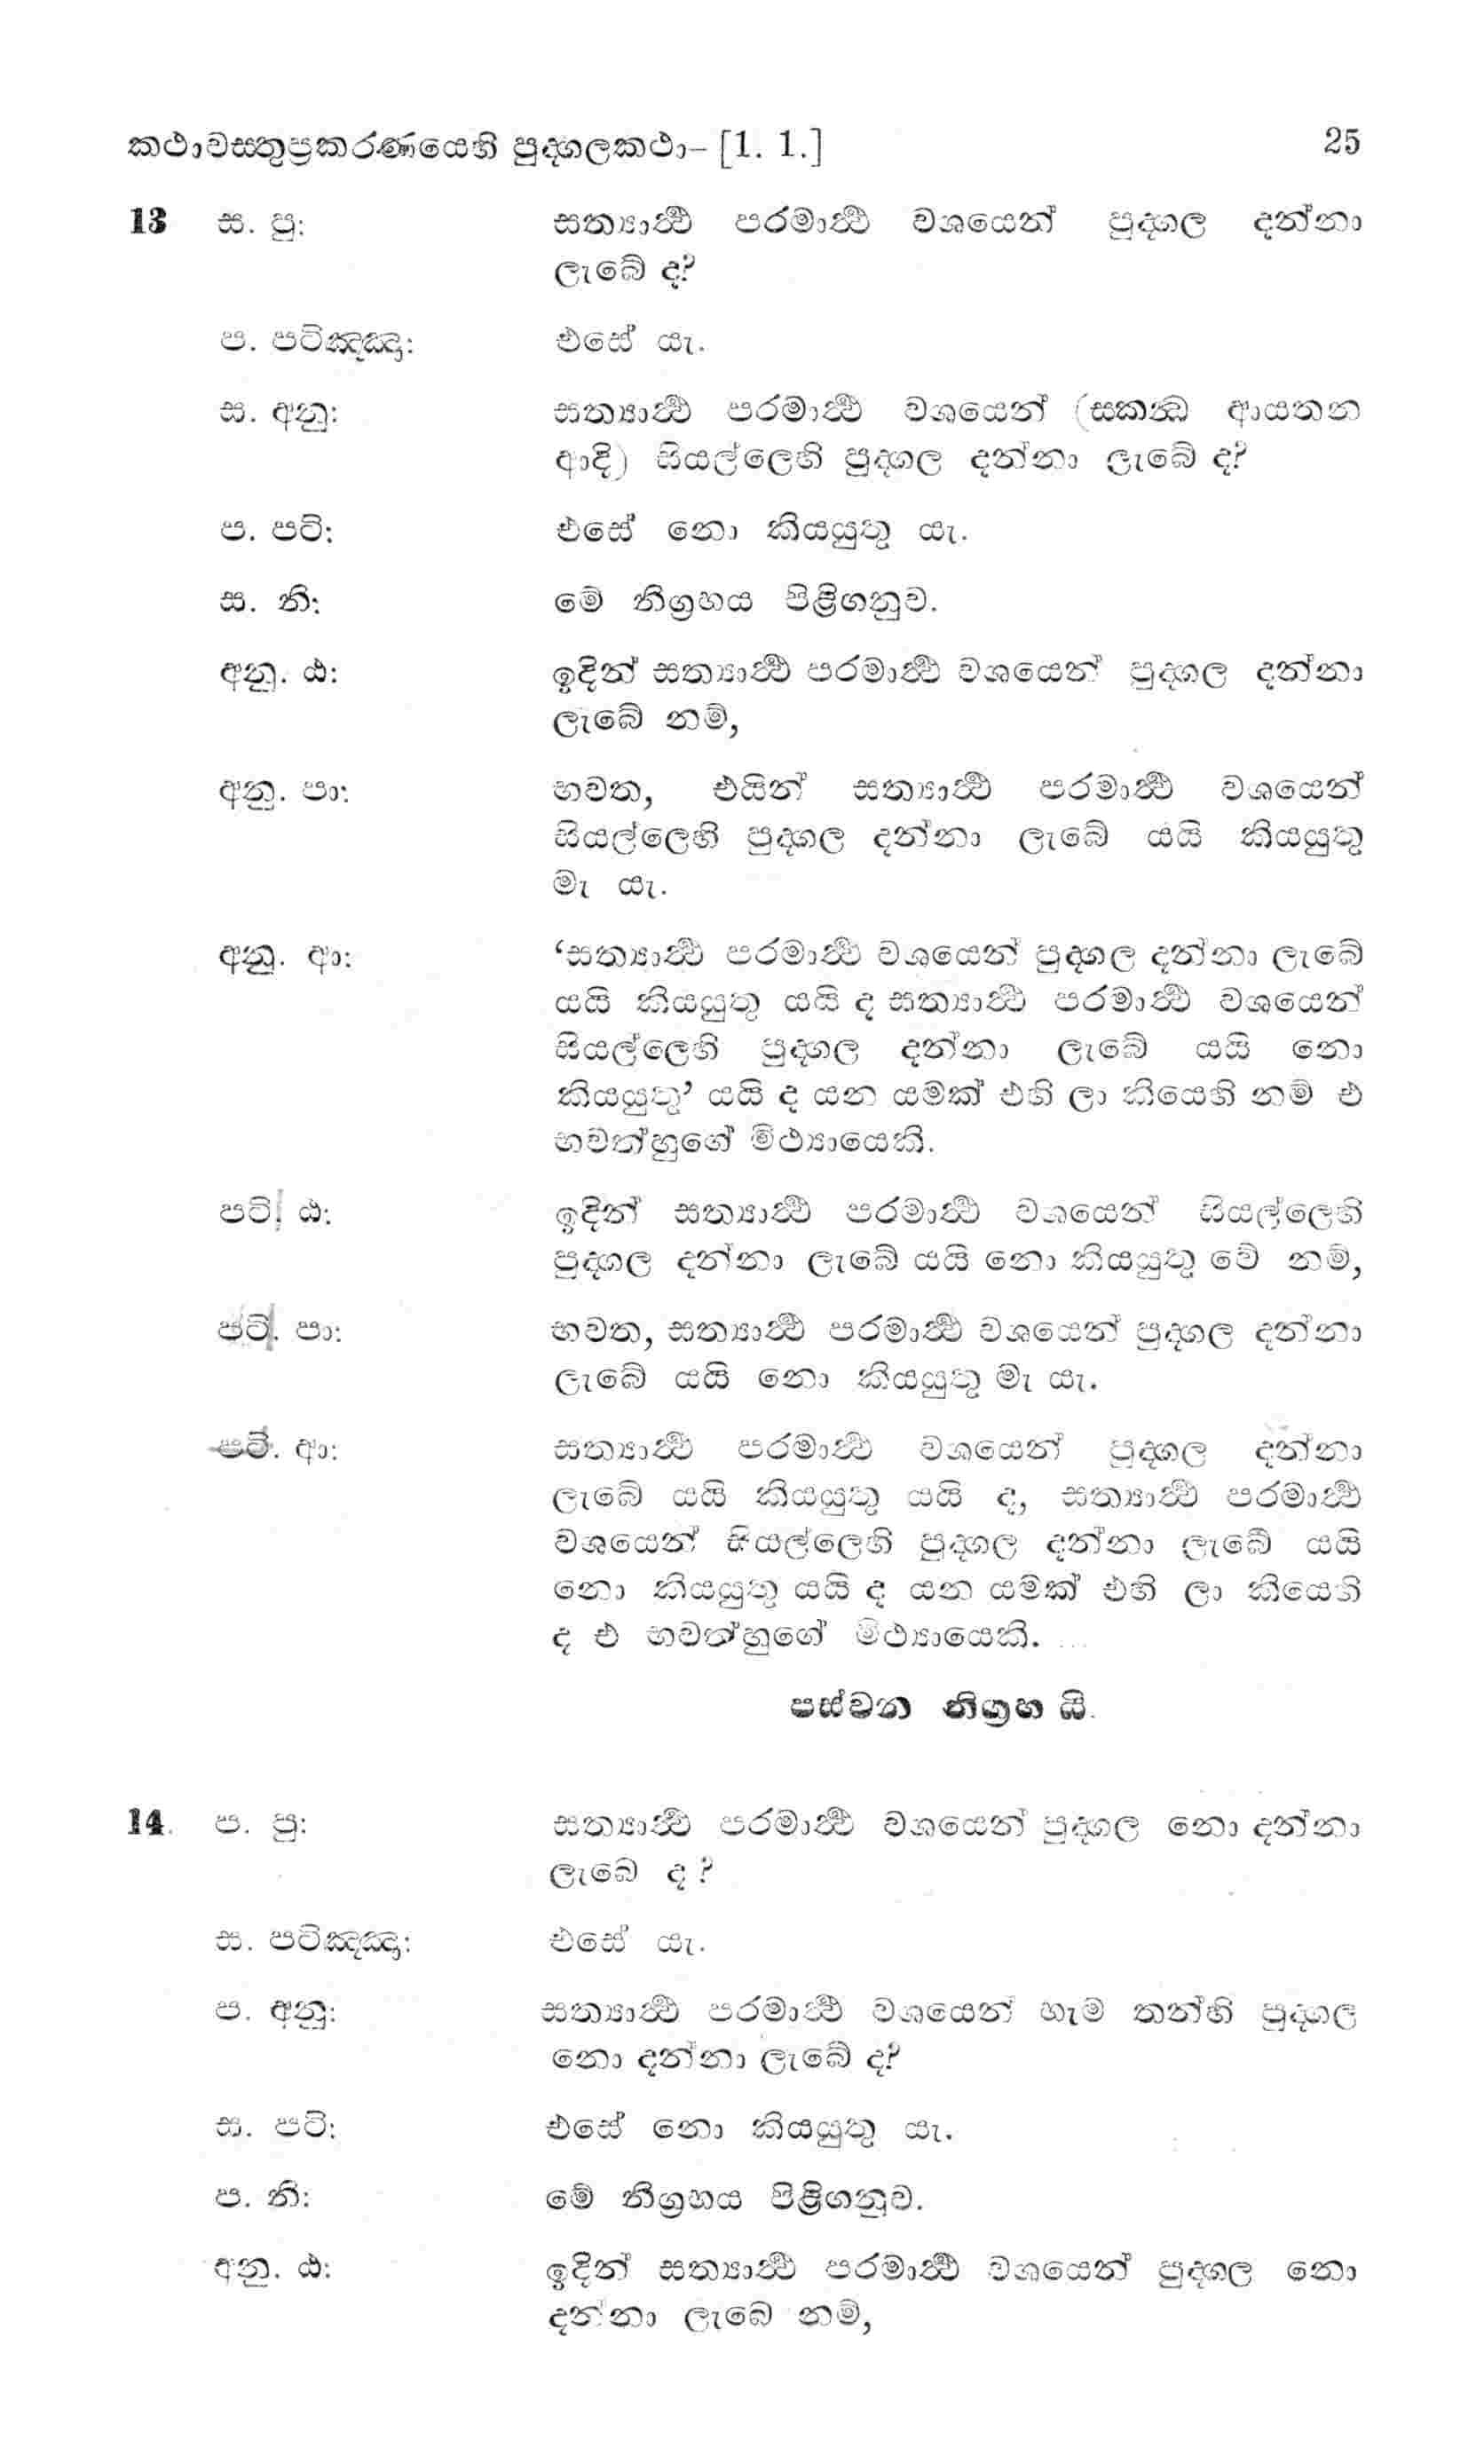 කථාවස්තුප්‍රකරණයෙහි පුද්ගලකථා– [1. 1.] 25
13 ස. පු: සත්‍යාර්‍ථ පරමාර්‍ථ වශයෙන් පුද්ගල දන්නා
ලැබේ ද?
ප. පටිඤ්ඤා: එසේ යැ.
ස. අනු: සත්‍යාර්‍ථ පරමාර්‍ථ වශයෙන් (ස්කන්‍ධ ආයතන
ආදි) සියල්ලෙහි පුද්ගල දන්නා ලැබේ ද?
ප. පටි: එසේ නො කියයුතු යැ.
ස. නි: මේ නිග්‍රහය පිළිගනුව.
අනු. ඨ: ඉදින් සත්‍යාර්‍ථ පරමාර්‍ථ වශයෙන් පුද්ගල දන්නා
ලැබේ නම්,
අනු. පා: භවත, එයින් සත්‍යාර්‍ථ පරමාර්‍ථ වශයෙන්
සියල්ලෙහි පුද්ගල දන්නා ලැබේ යයි කියයුතු
මැ යැ.
අනු. ආ: ‘සත්‍යාර්‍ථ පරමාර්‍ථ වශයෙන් පුද්ගල දන්නා ලැබේ
යයි කියයුතු යයි ද සත්‍යාර්‍ථ පරමාර්‍ථ වශයෙන්
සියල්ලෙහි පුද්ගල දන්නා ලැබේ යයි නො
කියයුතු’ යයි ද යන යමක් එහි ලා කියෙහි නම් එ
භවත්හුගේ මිථ්‍යායෙකි.
පටි. ඨ: ඉදින් සත්‍යාර්‍ථ පරමාර්‍ථ වශයෙන් සියල්ලෙහි
පුද්ගල දන්නා ලැබේ යයි නො කියයුතු වේ නම්,
පටි. පා: භවත, සත්‍යාර්‍ථ පරමාර්‍ථ වශයෙන් පුද්ගල දන්නා
ලැබේ යයි නො කියයුතු මැ යැ.
පටි. ආ: සත්‍යාර්‍ථ පරමාර්‍ථ වශයෙන් පුද්ගල දන්නා
ලැබේ යයි කියයුතු යයි ද, සත්‍යාර්‍ථ පරමාර්‍ථ
වශයෙන් සියල්ලෙහි පුද්ගල දන්නා ලැබේ යයි
නො කියයුතු යයි ද යන යමක් එහි ලා කියෙහි
ද එ භවත්හුගේ මිථ්‍යායෙකි.
පස්වන නිග්‍රහ යි.
14. ප. පු: සත්‍යාර්‍ථ පරමාර්‍ථ වශයෙන් පුද්ගල නො දන්නා
ලැබෙ ද ?
ස. පටිඤ්ඤා: එසේ යැ.
ප. අනු: සත්‍යාර්‍ථ පරමාර්‍ථ වශයෙන් හැම තන්හි පුද්ගල
නො දන්නා ලැබේ ද?
ස. පටි: එසේ නො කියයුතු යැ.
ප. නි: මේ නිග්‍රහය පිළිගනුව.
අනු. ඨ: ඉදින් සත්‍යාර්‍ථ පරමාර්‍ථ වශයෙන් පුද්ගල නො
දන්නා ලැබෙ නම්,